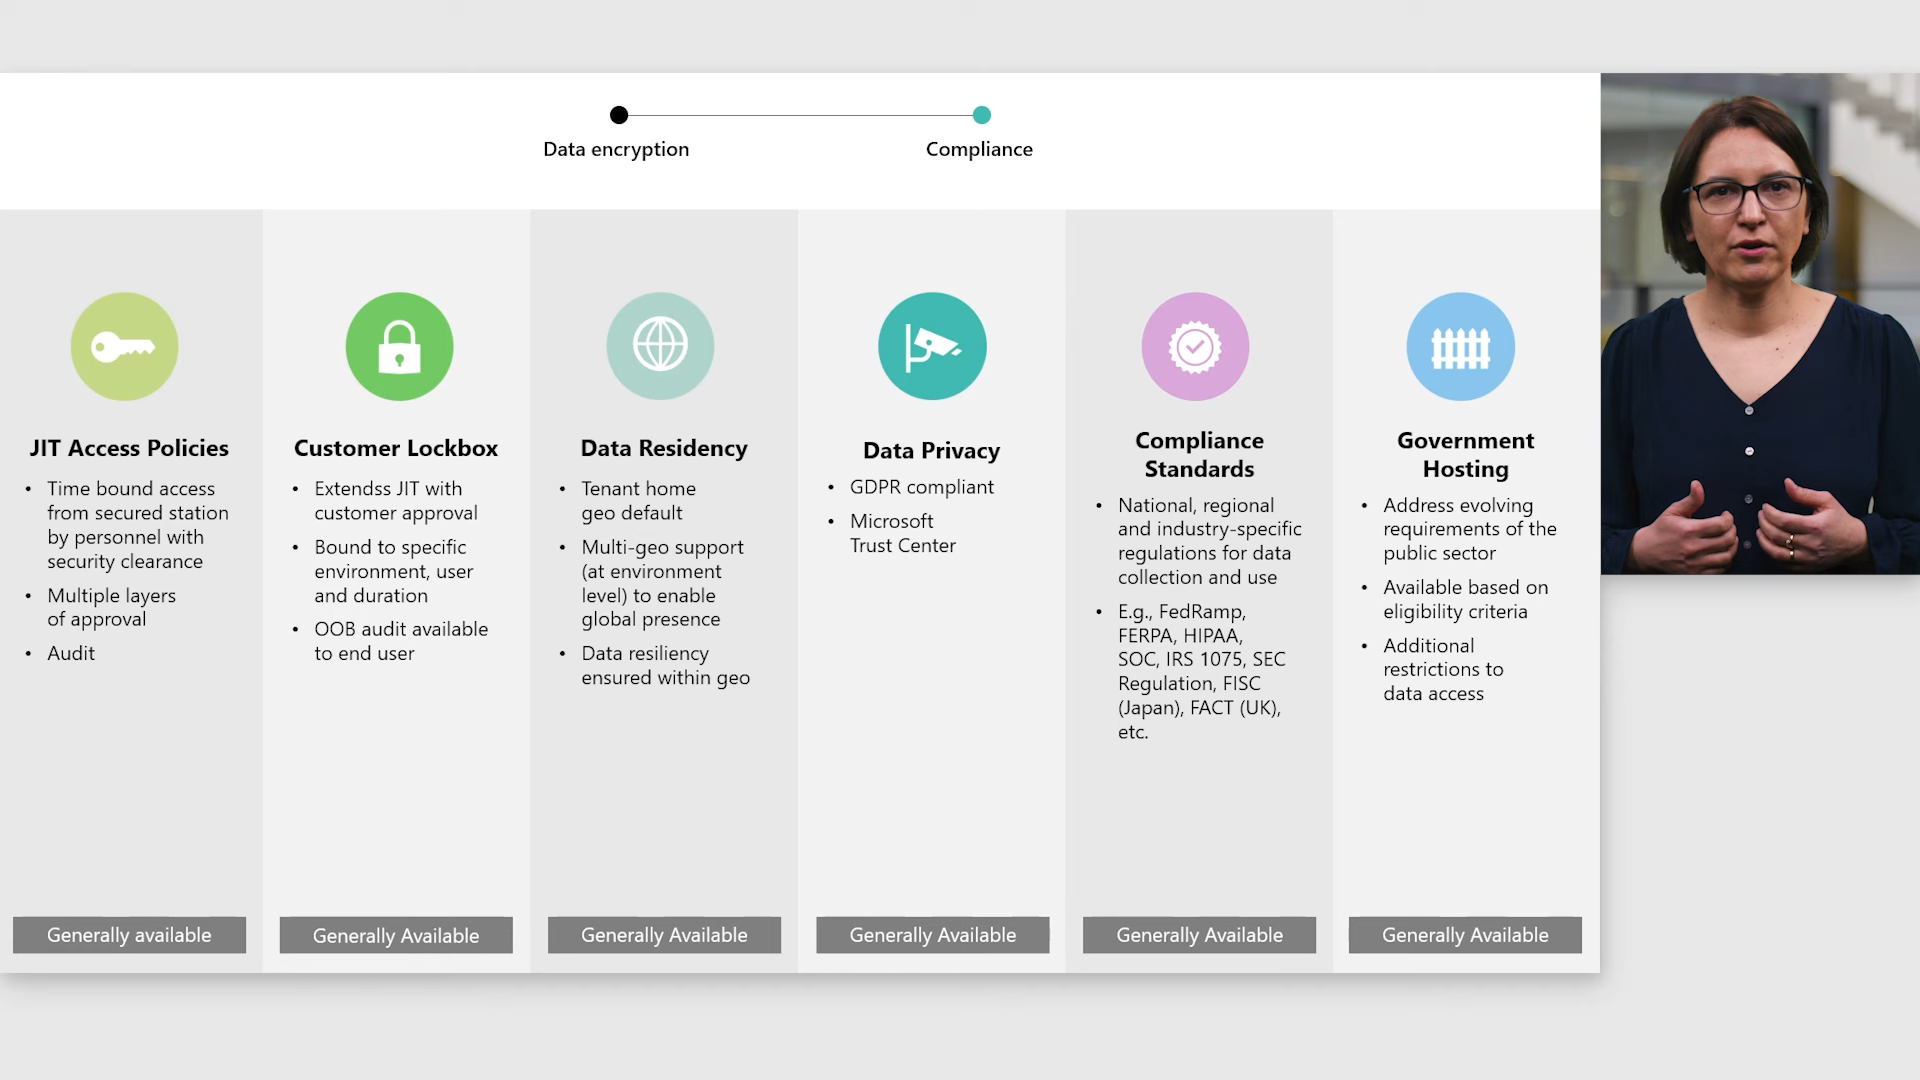 Data encryption
Compliance
JIT Access Policies
• Time bound access
from secured station
by personnel with
security clearance
• Multiple layers
of approval
• Audit
Generally available
Customer Lockbox
• Extendss JIT with
customer approval
• Bound to specific
environment, user
and duration
• OOB audit available
to end user
Generally Available
Data Residency
• Tenant home
geo default
• Multi-geo support
(at environment
level) to enable
global presence
• Data resiliency
ensured within geo
Generally Available
Data Privacy
• GDPR compliant
• Microsoft
Trust Center
Generally Available
Compliance
Standards
• National, regional
and industry-specific
regulations for data
collection and use
• E.g., FedRamp,
FERPA, HIPAA,
SOC, IRS 1075, SEC
Regulation, FISC
(Japan), FACT (UK),
etc.
Generally Available
Government
Hosting
• Address evolving
requirements of the
public sector
• Available based on
eligibility criteria
• Additional
restrictions to
data access
Generally Available